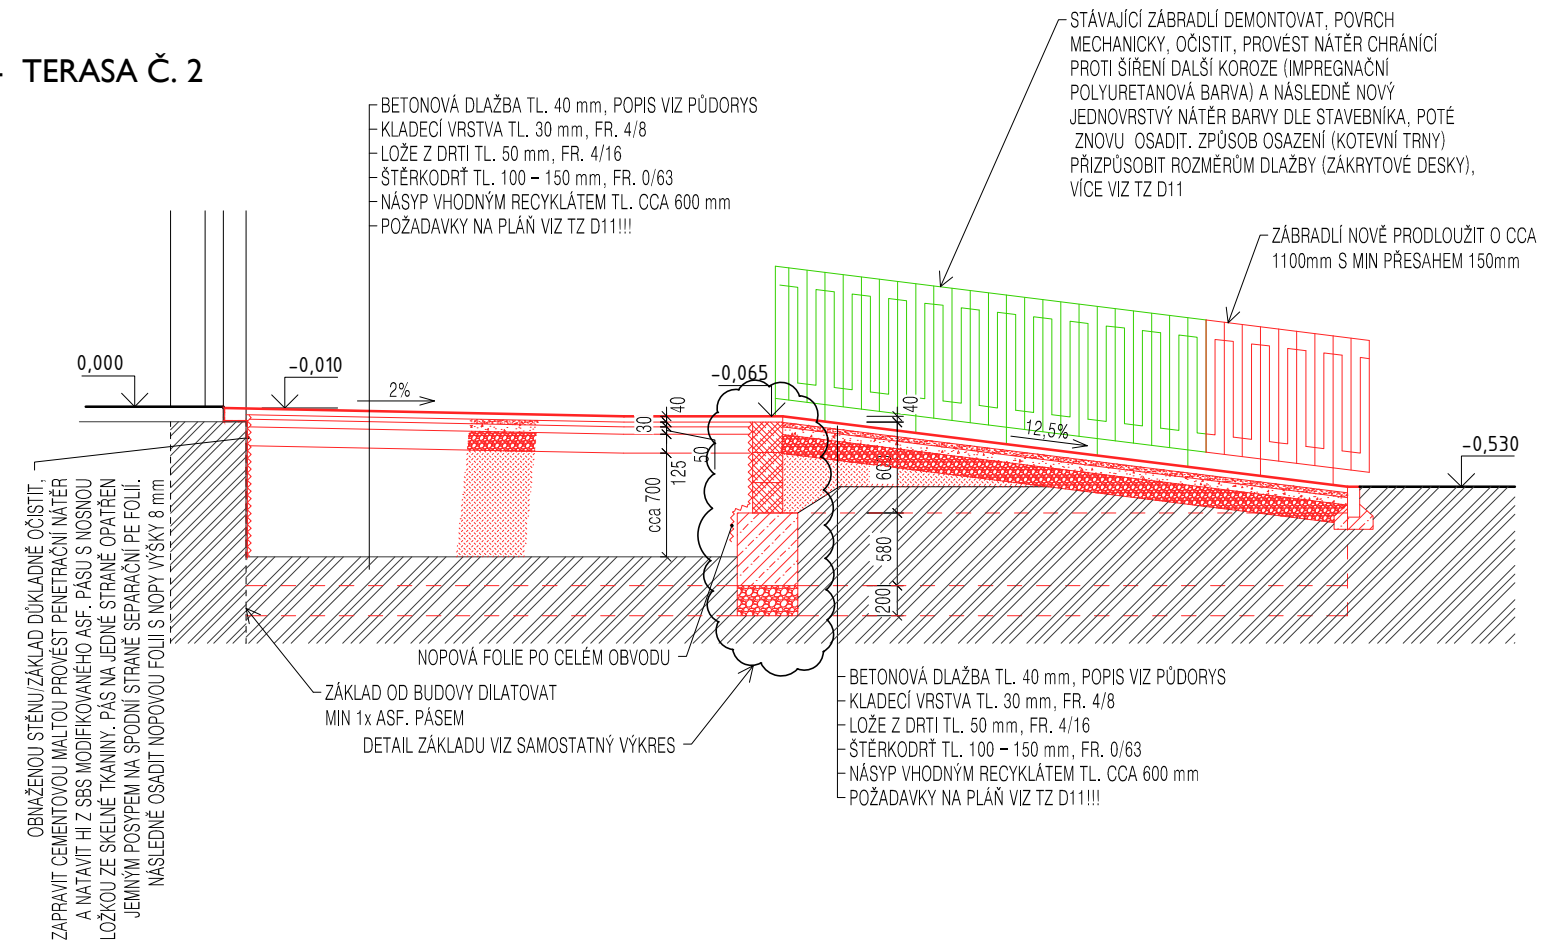 TERASA Č. 2
STÁVAJÍCÍ ZÁBRADLÍ DEMONTOVAT, POVRCH
MECHANICKY, OČISTIT, PROVÉST NÁTĚR CHRÁNÍCÍ
PROTI ŠÍŘENÍ DALŠÍ KOROZE (IMPREGNAČNÍ
POLYURETANOVÁ BARVA) A NÁSLEDNĚ NOVÝ
JEDNOVRSTVÝ NÁTĚR BARVY DLE STAVEBNÍKA, POTÉ
ZNOVU OSADIT. ZPŮSOB OSAZENÍ (KOTEVNÍ TRNY)
PŘIZPŮSOBIT ROZMĚRŮM DLAŽBY (ZÁKRYTOVÉ DESKY),
VÍCE VIZ TZ D11
BETONOVÁ DLAŽBA TL. 40 mm, POPIS VIZ PŮDORYS
KLADECÍ VRSTVA TL. 30 mm, FR. 4/8
LOŽE Z DRTI TL. 50 mm, FR. 4/16
ŠTĚRKODRŤ TL. 100 – 150 mm, FR. 0/63
NÁSYP VHODNÝM RECYKLÁTEM TL. CCA 600 mm
POŽADAVKY NA PLÁŇ VIZ TZ D11!!!
ZÁBRADLÍ NOVĚ PRODLOUŽIT O CCA
1100mm S MIN PŘESAHEM 150mm
0,000
-0,010
2%
-0,065
40
30
50
125
cca 700
40
12,5%
600
580
200
-0,530
OBNAŽENOU STĚNU/ZÁKLAD DŮKLADNĚ OČISTIT,
ZAPRAVIT CEMENTOVOU MALTOU PROVÉST PENETRAČNÍ NÁTĚR
A NATAVIT HI Z SBS MODIFIKOVANÉHO ASF. PÁSU S NOSNOU
LOŽKOU ZE SKELNÉ TKANINY. PÁS NA JEDNÉ STRANĚ OPATŘEN
JEMNÝM POSYPEM NA SPODNÍ STRANĚ SEPARAČNÍ PE FOLIÍ.
NÁSLEDNĚ OSADIT NOPOVOU FOLII S NOPY VÝŠKY 8 mm
NOPOVÁ FOLIE PO CELÉM OBVODU
ZÁKLAD OD BUDOVY DILATOVAT
MIN 1x ASF. PÁSEM
DETAIL ZÁKLADU VIZ SAMOSTATNÝ VÝKRES
BETONOVÁ DLAŽBA TL. 40 mm, POPIS VIZ PŮDORYS
KLADECÍ VRSTVA TL. 30 mm, FR. 4/8
LOŽE Z DRTI TL. 50 mm, FR. 4/16
ŠTĚRKODRŤ TL. 100 – 150 mm, FR. 0/63
NÁSYP VHODNÝM RECYKLÁTEM TL. CCA 600 mm
POŽADAVKY NA PLÁŇ VIZ TZ D11!!!